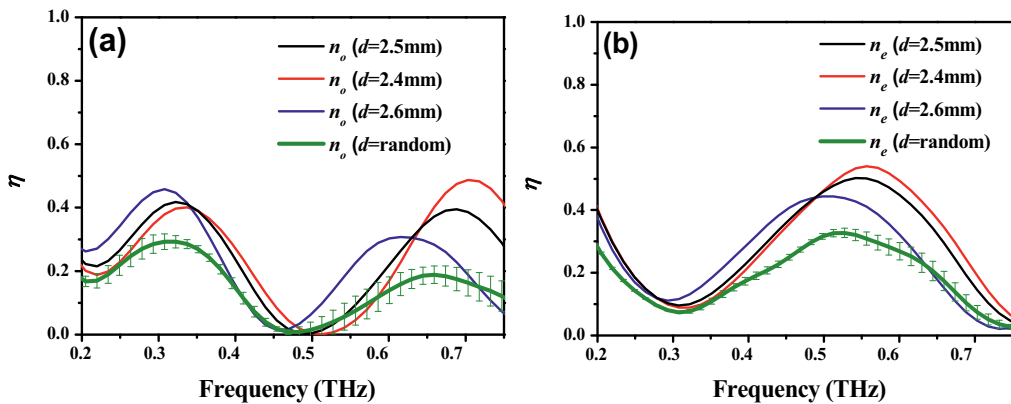 (a)
n_o (d=2.5mm)
n_o (d=2.4mm)
n_o (d=2.6mm)
n_o (d=random)
1.0
0.8
0.6
0.4
0.2
0.0
η
0.2 0.3 0.4 0.5 0.6 0.7
Frequency (THz)
(b)
n_e (d=2.5mm)
n_e (d=2.4mm)
n_e (d=2.6mm)
n_e (d=random)
1.0
0.8
0.6
0.4
0.2
0.0
η
0.2 0.3 0.4 0.5 0.6 0.7
Frequency (THz)